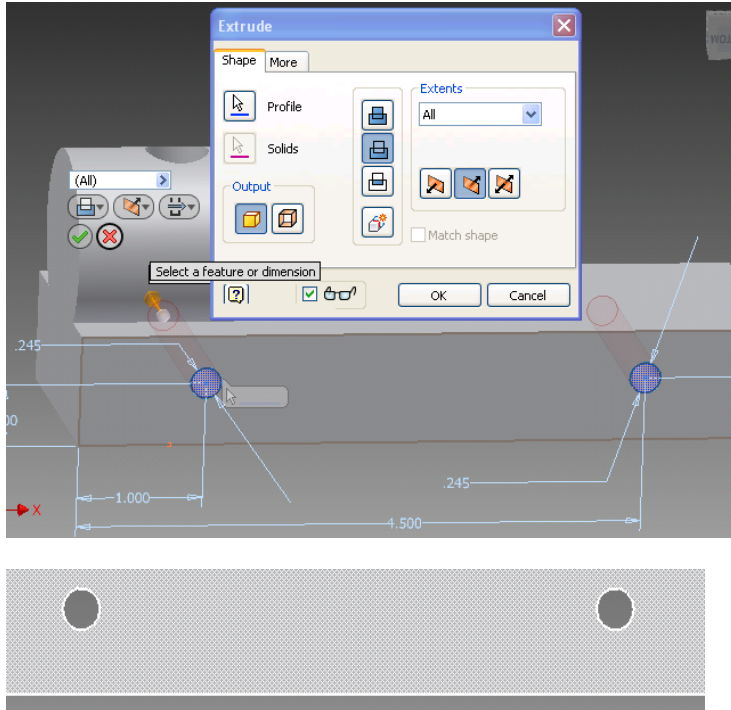 Extrude
Shape More
Extents
Profile
All
Solids
(All)
Output
Match shape
Select a feature or dimension
OK Cancel
.245
1.000
.245
4.500
X